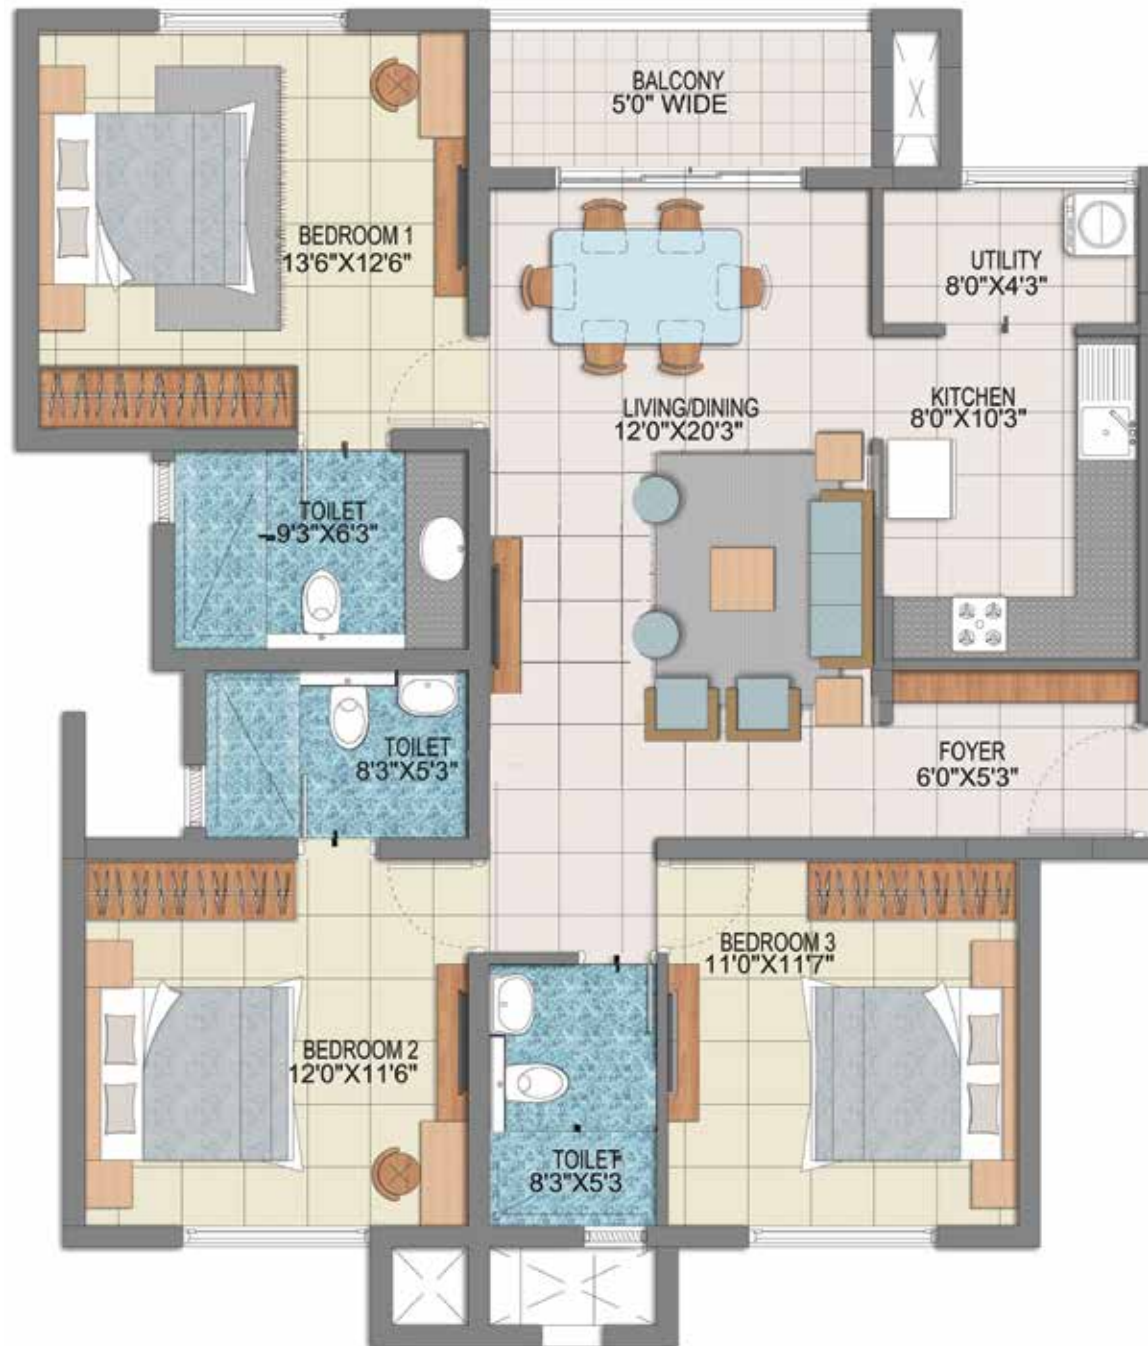 BALCONY
5'0" WIDE
BEDROOM 1
13'6"X12'6"
UTILITY
8'0"X4'3"
LIVING/DINING
12'0"X20'3"
KITCHEN
8'0"X10'3"
TOILET
9'3"X6'3"
TOILET
8'3"X5'3"
FOYER
6'0"X5'3"
BEDROOM 3
11'0"X11'7"
BEDROOM 2
12'0"X11'6"
TOILET
8'3"X5'3